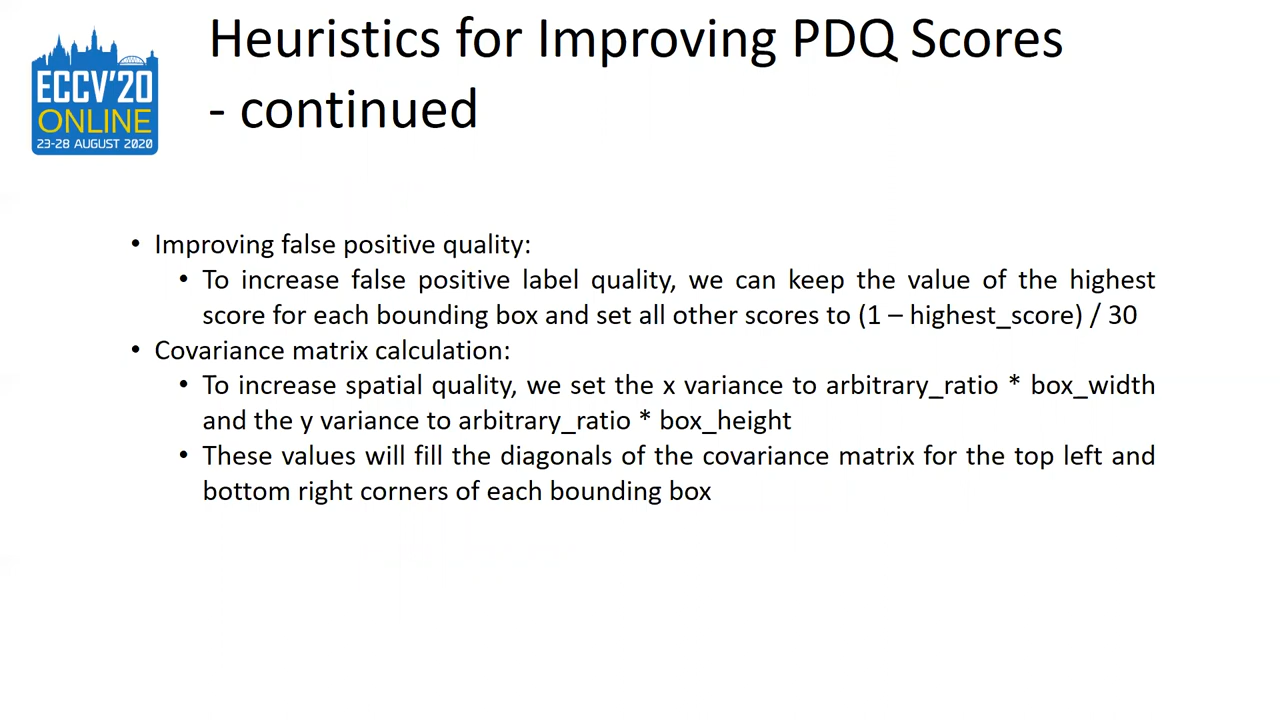 Heuristics for Improving PDQ Scores
- continued
ECCV'20
ONLINE
23-28 AUGUST 2020
• Improving false positive quality:
• To increase false positive label quality, we can keep the value of the highest
score for each bounding box and set all other scores to (1 – highest_score) / 30
• Covariance matrix calculation:
• To increase spatial quality, we set the x variance to arbitrary_ratio * box_width
and the y variance to arbitrary_ratio * box_height
• These values will fill the diagonals of the covariance matrix for the top left and
bottom right corners of each bounding box